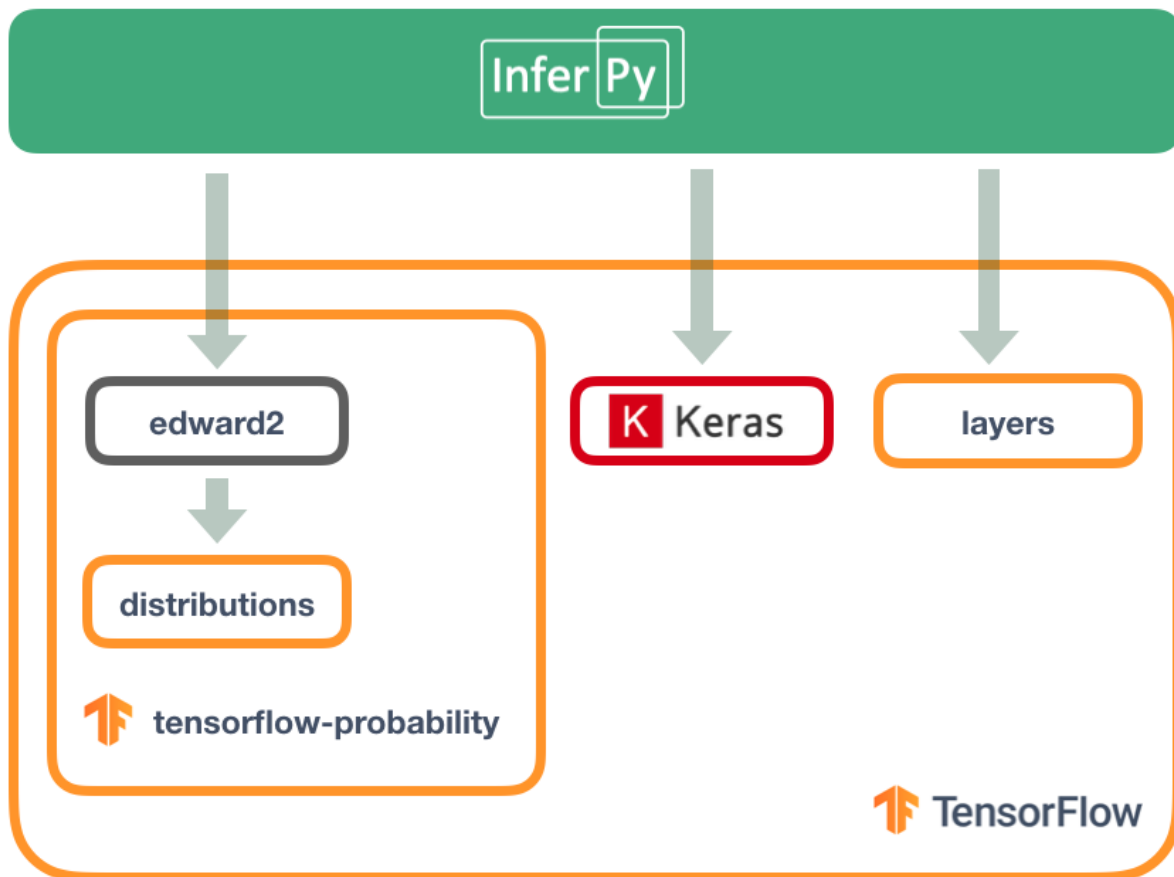 InferPy
edward2
K Keras
layers
distributions
tensorflow-probability
TensorFlow